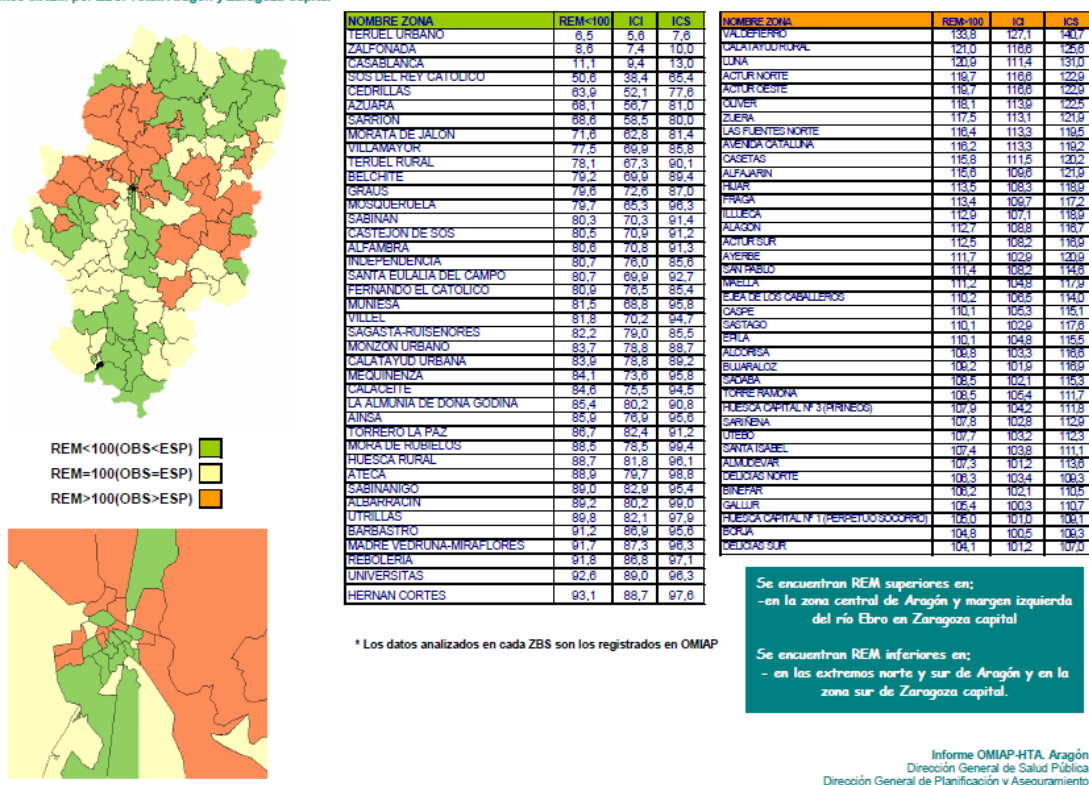 NOMBRE ZONA REM<100 ICI ICS
TERUEL URBANO 6,5 5,6 7,6
ZALFONADA 8,6 7,4 10,0
CASABLANCA 11,1 9,4 13,0
SOS DEL REY CATOLICO 50,6 38,4 65,4
CEDRILLAS 63,9 52,1 77,6
AZUARA 68,1 56,7 81,0
SARRION 68,6 58,5 80,0
MORATA DE JALON 71,6 62,8 81,4
VILLAMAYOR 77,5 69,9 85,8
TERUEL RURAL 78,1 67,3 90,1
BELCHITE 79,2 69,9 89,4
GRAUS 79,6 72,6 87,0
MOSQUERUELA 79,7 65,3 96,3
SABINAN 80,3 70,3 91,4
CASTEJON DE SOS 80,5 70,9 91,2
ALFAMBRA 80,6 70,8 91,3
INDEPENDENCIA 80,7 76,0 85,6
SANTA EULALIA DEL CAMPO 80,7 69,9 92,7
FERNANDO EL CATOLICO 80,9 76,5 85,4
MUNIESA 81,5 68,8 95,8
VILLEL 81,8 70,2 94,7
SAGASTA-RUISENORES 82,2 79,0 85,5
MONZON URBANO 83,7 78,8 88,7
CALATAYUD URBANA 83,9 78,8 89,2
MEQUINENZA 84,1 73,6 95,8
CALACEITE 84,6 75,5 94,5
LA ALMUNIA DE DONA GODINA 85,4 80,2 90,8
AINSA 85,9 76,9 95,6
TORRERO LA PAZ 86,7 82,4 91,2
MORA DE RUBIELOS 88,5 78,5 99,4
HUESCA RURAL 88,7 81,8 96,1
ATECA 88,9 79,7 98,8
SABINANIGO 89,0 82,9 95,4
ALBARRACIN 89,2 80,2 99,0
UTRILLAS 89,8 82,1 97,9
BARBASTRO 91,2 86,9 95,6
MADRE VEDRUNA-MIRAFLORES 91,7 87,3 96,3
REBOLERIA 91,8 86,8 97,1
UNIVERSITAS 92,6 89,0 96,3
HERNAN CORTES 93,1 88,7 97,6
NOMBRE ZONA REM>100 ICI ICS
VALDEFIERRO 133,8 127,1 140,7
CALATAYUD RURAL 121,0 116,6 125,6
LUNA 120,9 111,4 131,0
ACTUR NORTE 119,7 116,6 122,9
ACTUR OESTE 119,7 116,6 122,9
OLIVER 118,1 113,9 122,5
ZUERA 117,5 113,1 121,9
LAS FUENTES NORTE 116,4 113,3 119,5
AVENIDA CATALUNA 116,2 113,3 119,2
CASETAS 115,8 111,5 120,2
ALFAJARIN 115,6 109,6 121,9
HIJAR 113,5 108,3 118,9
FRAGA 113,4 109,7 117,2
ILLUECA 112,9 107,1 118,9
ALAGON 112,7 108,8 116,7
ACTUR SUR 112,5 108,2 116,9
AYERBE 111,7 102,9 120,9
SAN PABLO 111,4 108,2 114,6
MAELLA 111,2 104,8 117,9
EJEA DE LOS CABALLEROS 110,2 106,5 114,0
CASPE 110,1 105,3 115,1
SASTAGO 110,1 102,9 117,6
EPILA 110,1 104,8 115,5
ALCORISA 109,8 103,3 116,6
BUJARALOZ 109,2 101,9 116,9
SADABA 108,5 102,1 115,3
TORRE RAMONA 108,5 105,4 111,7
HUESCA CAPITAL Nº 3 (PIRINEOS) 107,9 104,2 111,8
SARIÑENA 107,8 102,8 112,9
UTEBO 107,7 103,2 112,3
SANTA ISABEL 107,4 103,8 111,1
ALMUDEVAR 107,3 101,2 113,6
DELICIAS NORTE 106,3 103,4 109,3
BINEFAR 106,2 102,1 110,5
GALLUR 105,4 100,3 110,7
HUESCA CAPITAL Nº 1 (PERPETUO SOCORRO) 105,0 101,0 109,1
BORJA 104,8 100,5 109,3
DELICIAS SUR 104,1 101,2 107,0
REM<100(OBS<ESP)
REM=100(OBS=ESP)
REM>100(OBS>ESP)
* Los datos analizados en cada ZBS son los registrados en OMIAP
Se encuentran REM superiores en;
-en la zona central de Aragón y margen izquierda
del río Ebro en Zaragoza capital
Se encuentran REM inferiores en;
- en las extremos norte y sur de Aragón y en la
zona sur de Zaragoza capital.
Informe OMIAP-HTA. Aragón
Dirección General de Salud Pública
Dirección General de Planificación y Aseguramiento